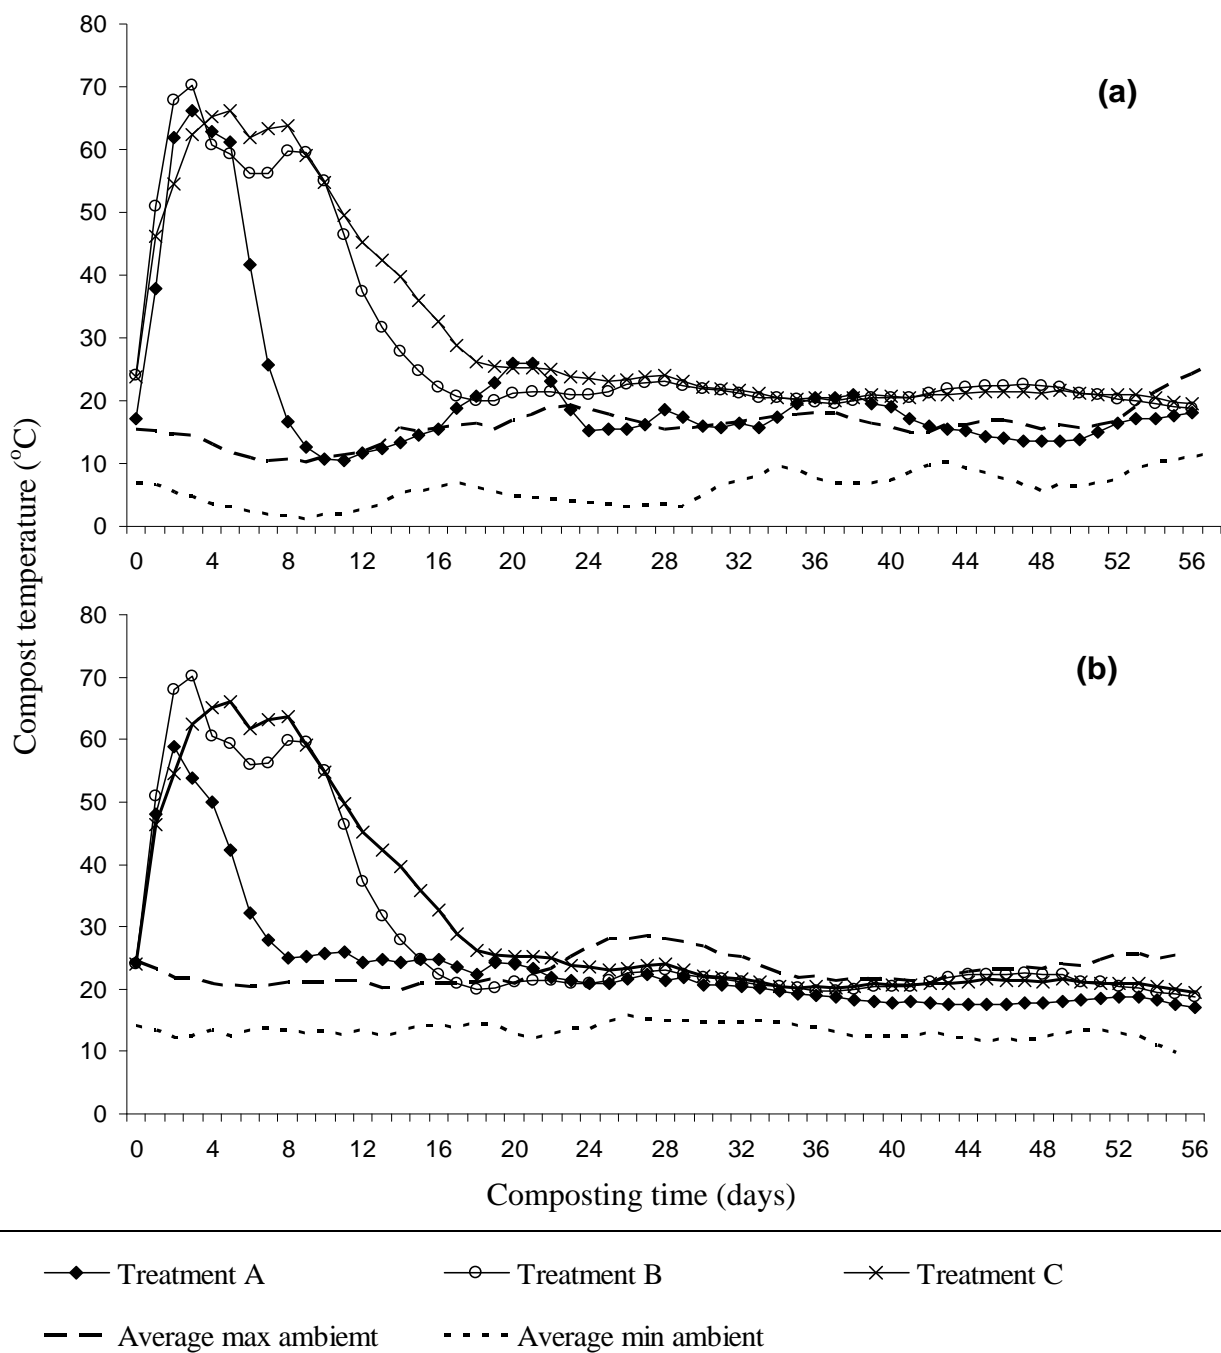 80
70
60
50
40
30
20
10
0
(a)
0 4 8 12 16 20 24 28 32 36 40 44 48 52 56
Compost temperature (°C)
80
70
60
50
40
30
20
10
0
(b)
0 4 8 12 16 20 24 28 32 36 40 44 48 52 56
Composting time (days)
Treatment A Treatment B Treatment C
Average max ambiemt Average min ambient